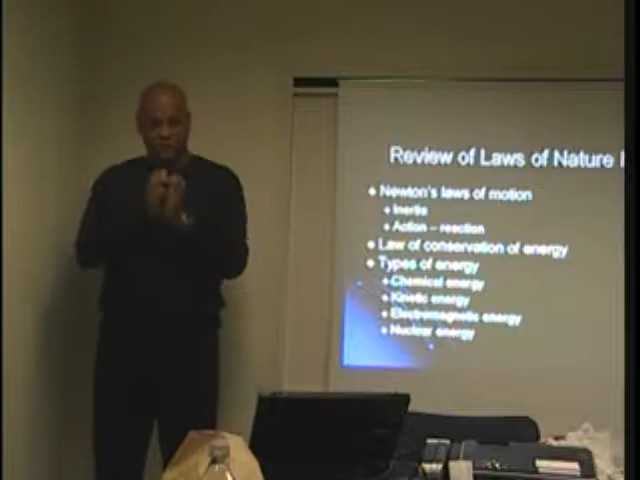 Review of Laws of Nature I
Newton's laws of motion
Inertia
Action – reaction
Law of conservation of energy
Types of energy
Chemical energy
Kinetic energy
Electromagnetic energy
Nuclear energy